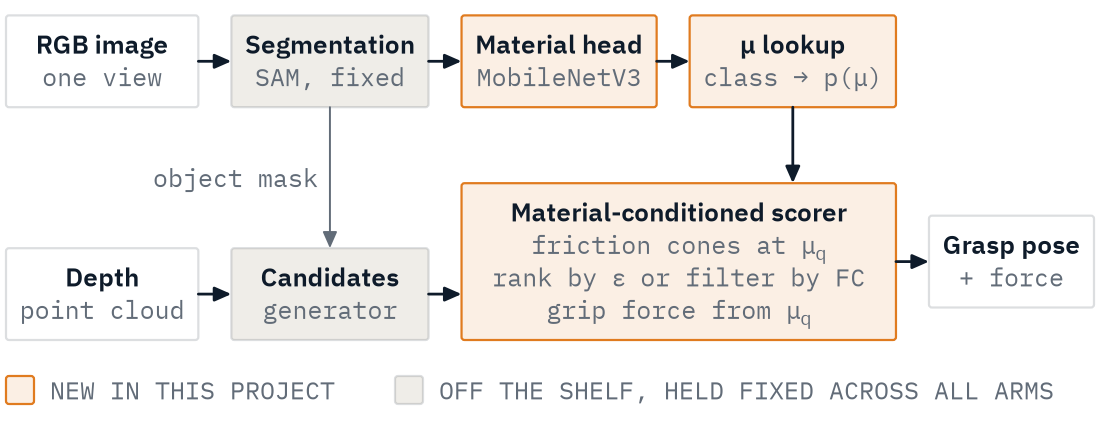 RGB image
one view
Segmentation
SAM, fixed
Material head
MobileNetV3
μ lookup
class → p(μ)
object mask
Depth
point cloud
Candidates
generator
Material-conditioned scorer
friction cones at μq
rank by ε or filter by FC
grip force from μq
Grasp pose
+ force
NEW IN THIS PROJECT
OFF THE SHELF, HELD FIXED ACROSS ALL ARMS